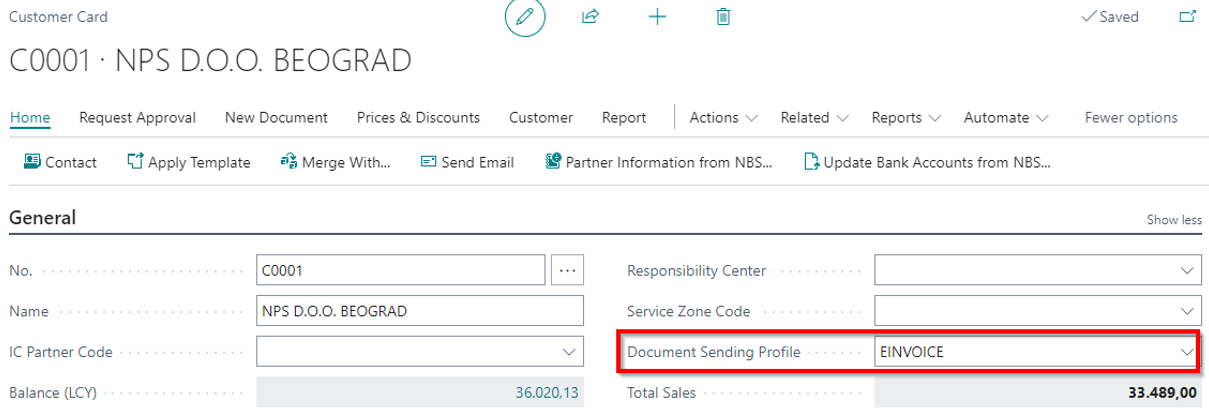 Customer Card
Saved
C0001 · NPS D.O.O. BEOGRAD
Home Request Approval New Document Prices & Discounts Customer Report Actions Related Reports Automate Fewer options
Contact Apply Template Merge With... Send Email Partner Information from NBS... Update Bank Accounts from NBS...
General
Show less
No. C0001 ... Responsibility Center
Name NPS D.O.O. BEOGRAD Service Zone Code
IC Partner Code Document Sending Profile EINVOICE
Balance (LCY) 36.020,13 Total Sales 33.489,00